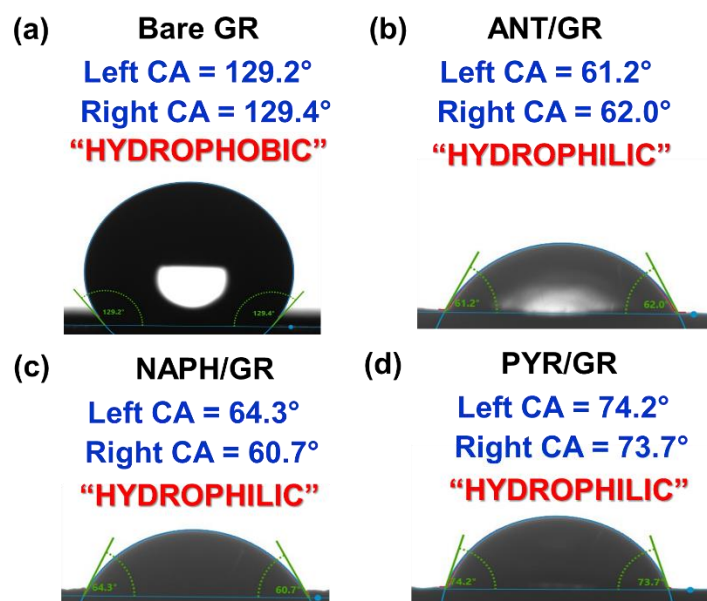 (a) Bare GR
Left CA = 129.2°
Right CA = 129.4°
“HYDROPHOBIC”
129.2°
129.4°
(b) ANT/GR
Left CA = 61.2°
Right CA = 62.0°
“HYDROPHILIC”
61.2°
62.0°
(c) NAPH/GR
Left CA = 64.3°
Right CA = 60.7°
“HYDROPHILIC”
64.3°
60.7°
(d) PYR/GR
Left CA = 74.2°
Right CA = 73.7°
“HYDROPHILIC”
74.2°
73.7°